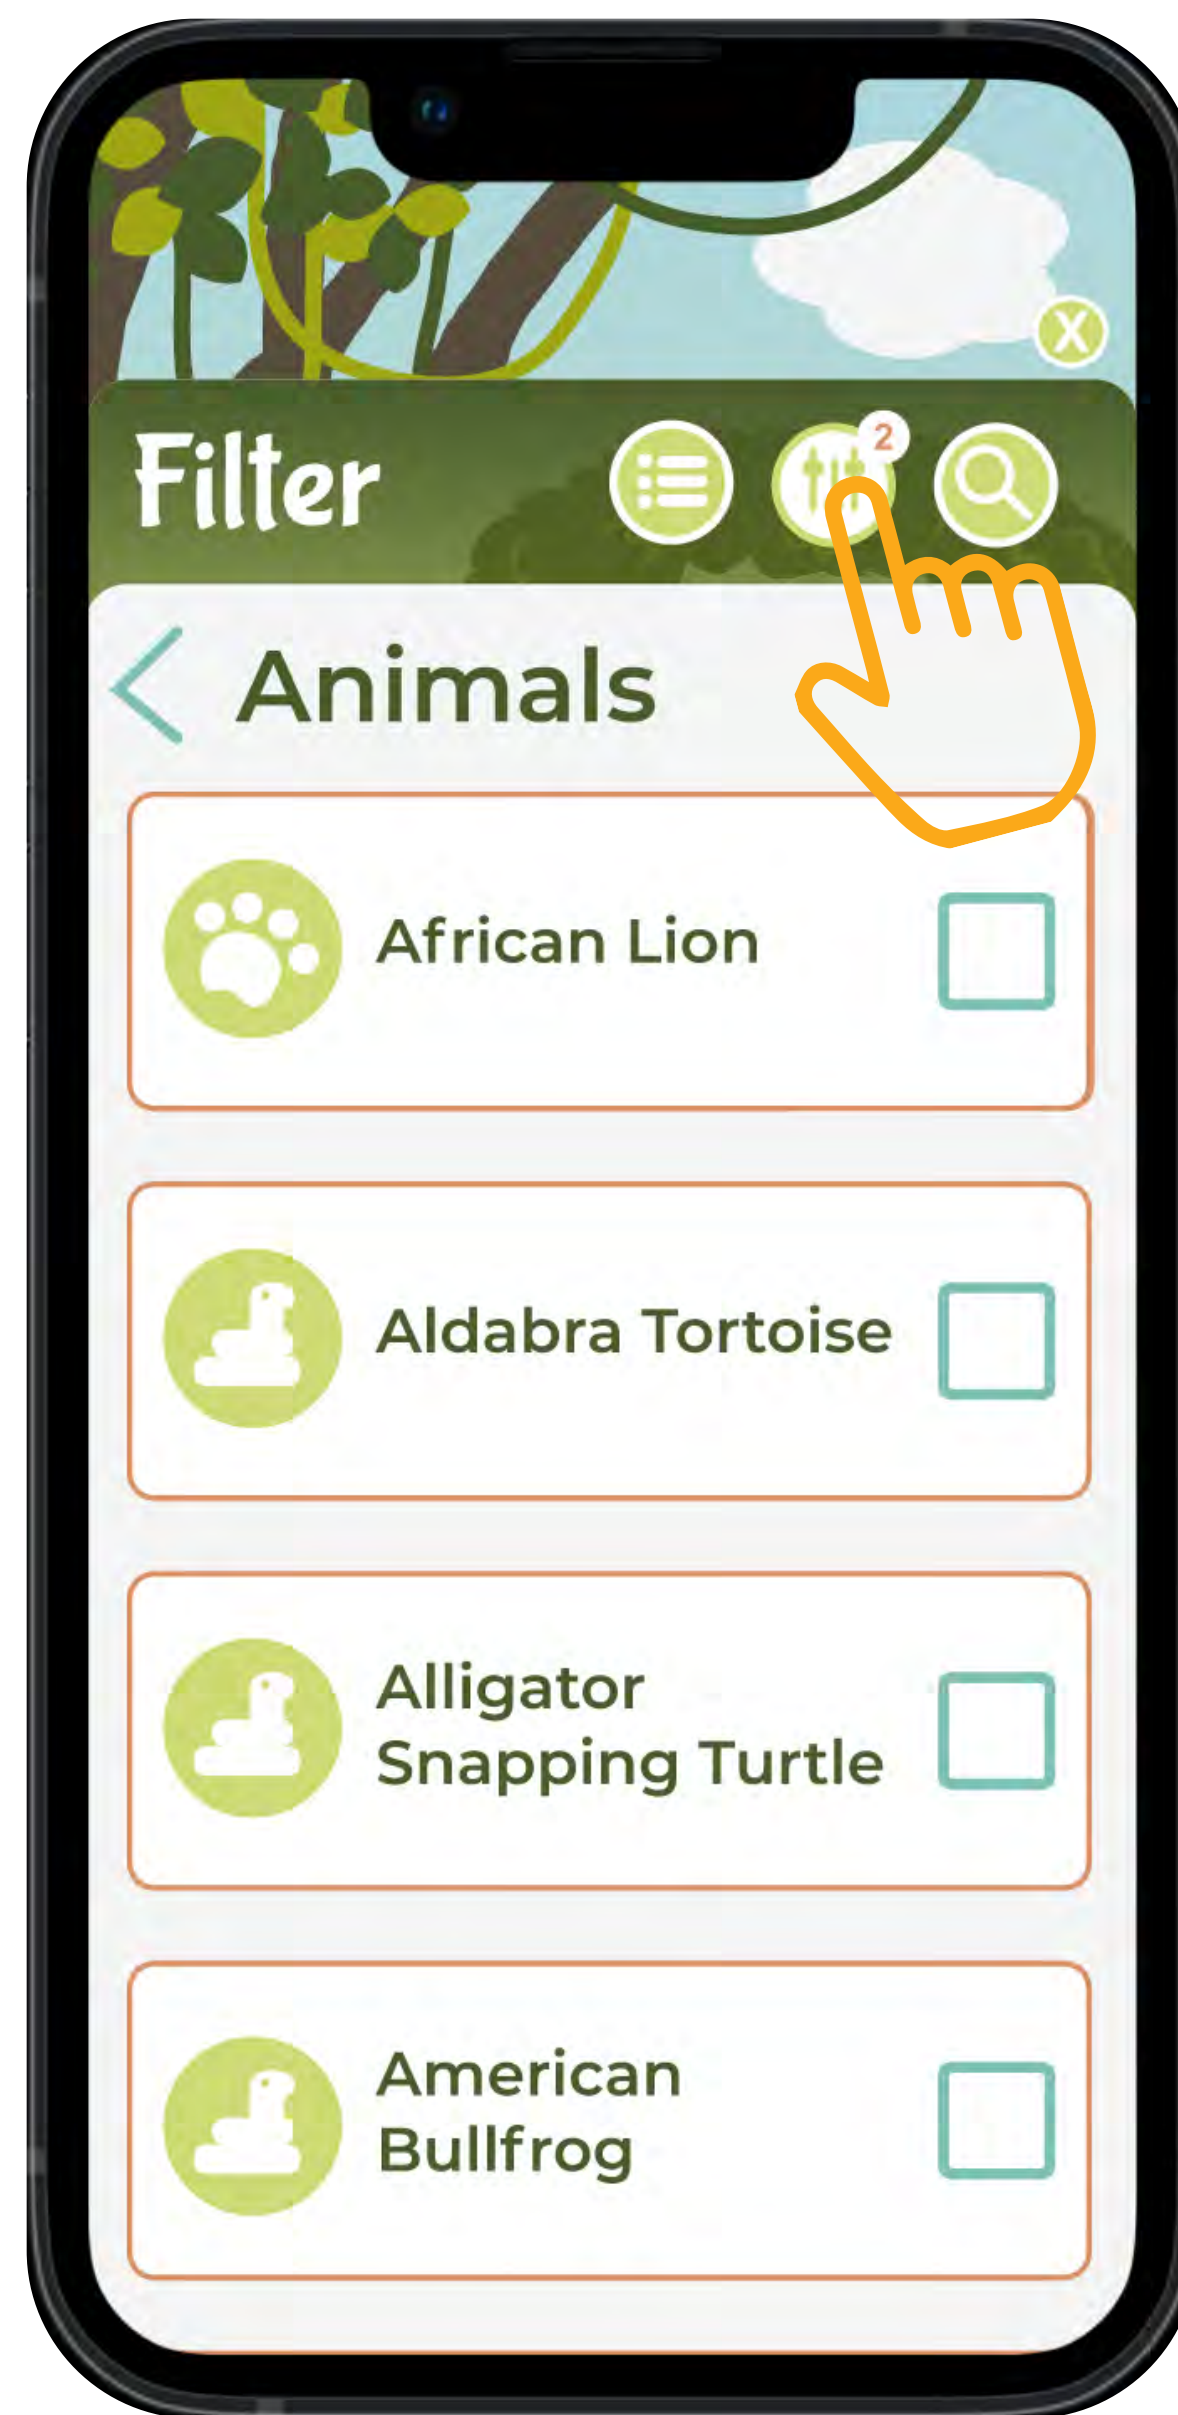 X
Filter
2
Animals
African Lion
Aldabra Tortoise
Alligator
Snapping Turtle
American
Bullfrog